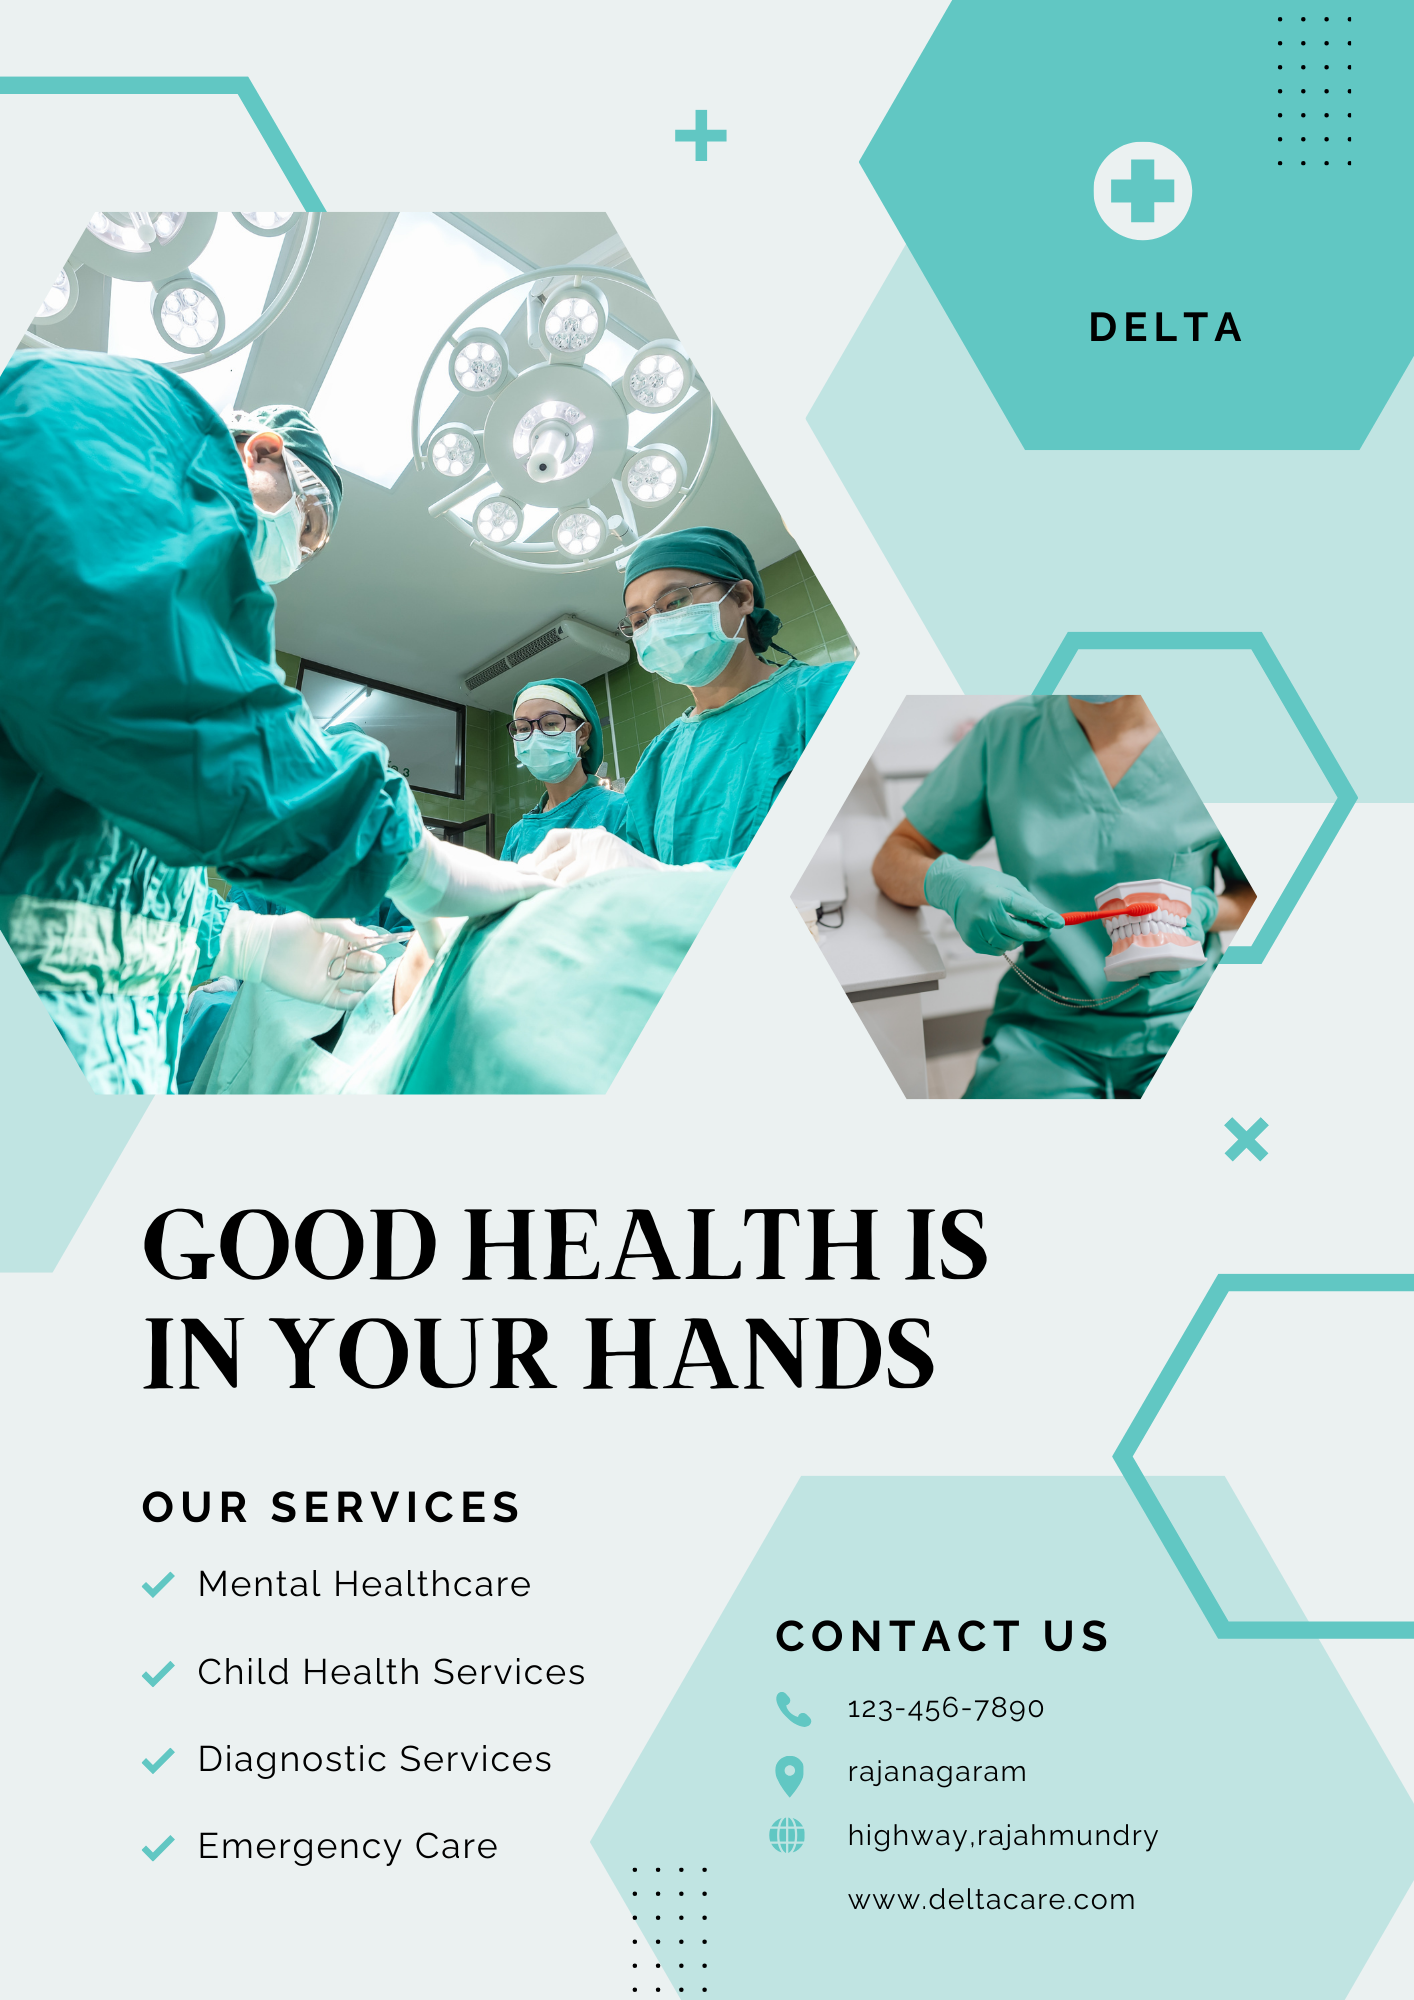 DELTA
GOOD HEALTH IS
IN YOUR HANDS
OUR SERVICES
Mental Healthcare
Child Health Services
Diagnostic Services
Emergency Care
CONTACT US
123-456-7890
rajanagaram
highway,rajahmundry
www.deltacare.com